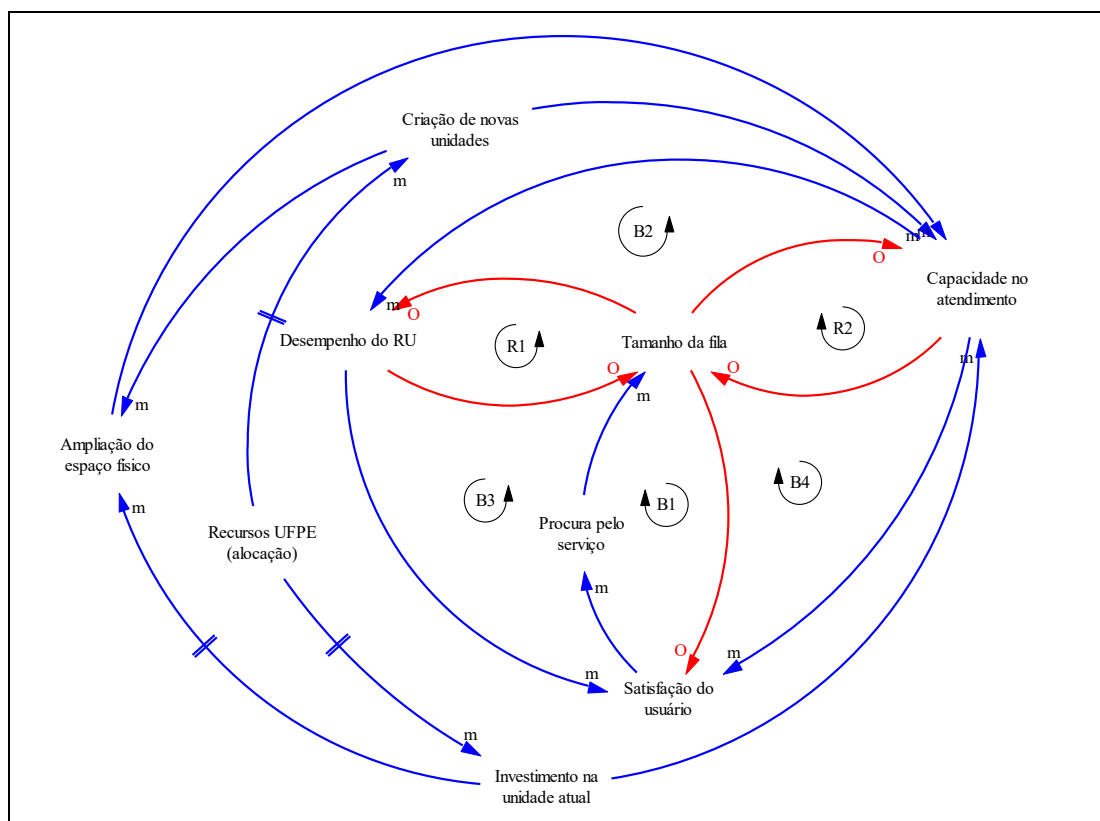 Criação de novas
unidades
m
B2
m
m
O
Capacidade no
atendimento
m
O
Desempenho do RU
R1
Tamanho da fila
R2
O
O
m
m
m
Ampliação do
espaço físico
B3
B1
B4
m
Recursos UFPE
(alocação)
Procura pelo
serviço
m
O
m
m
Satisfação do
usuário
m
Investimento na
unidade atual